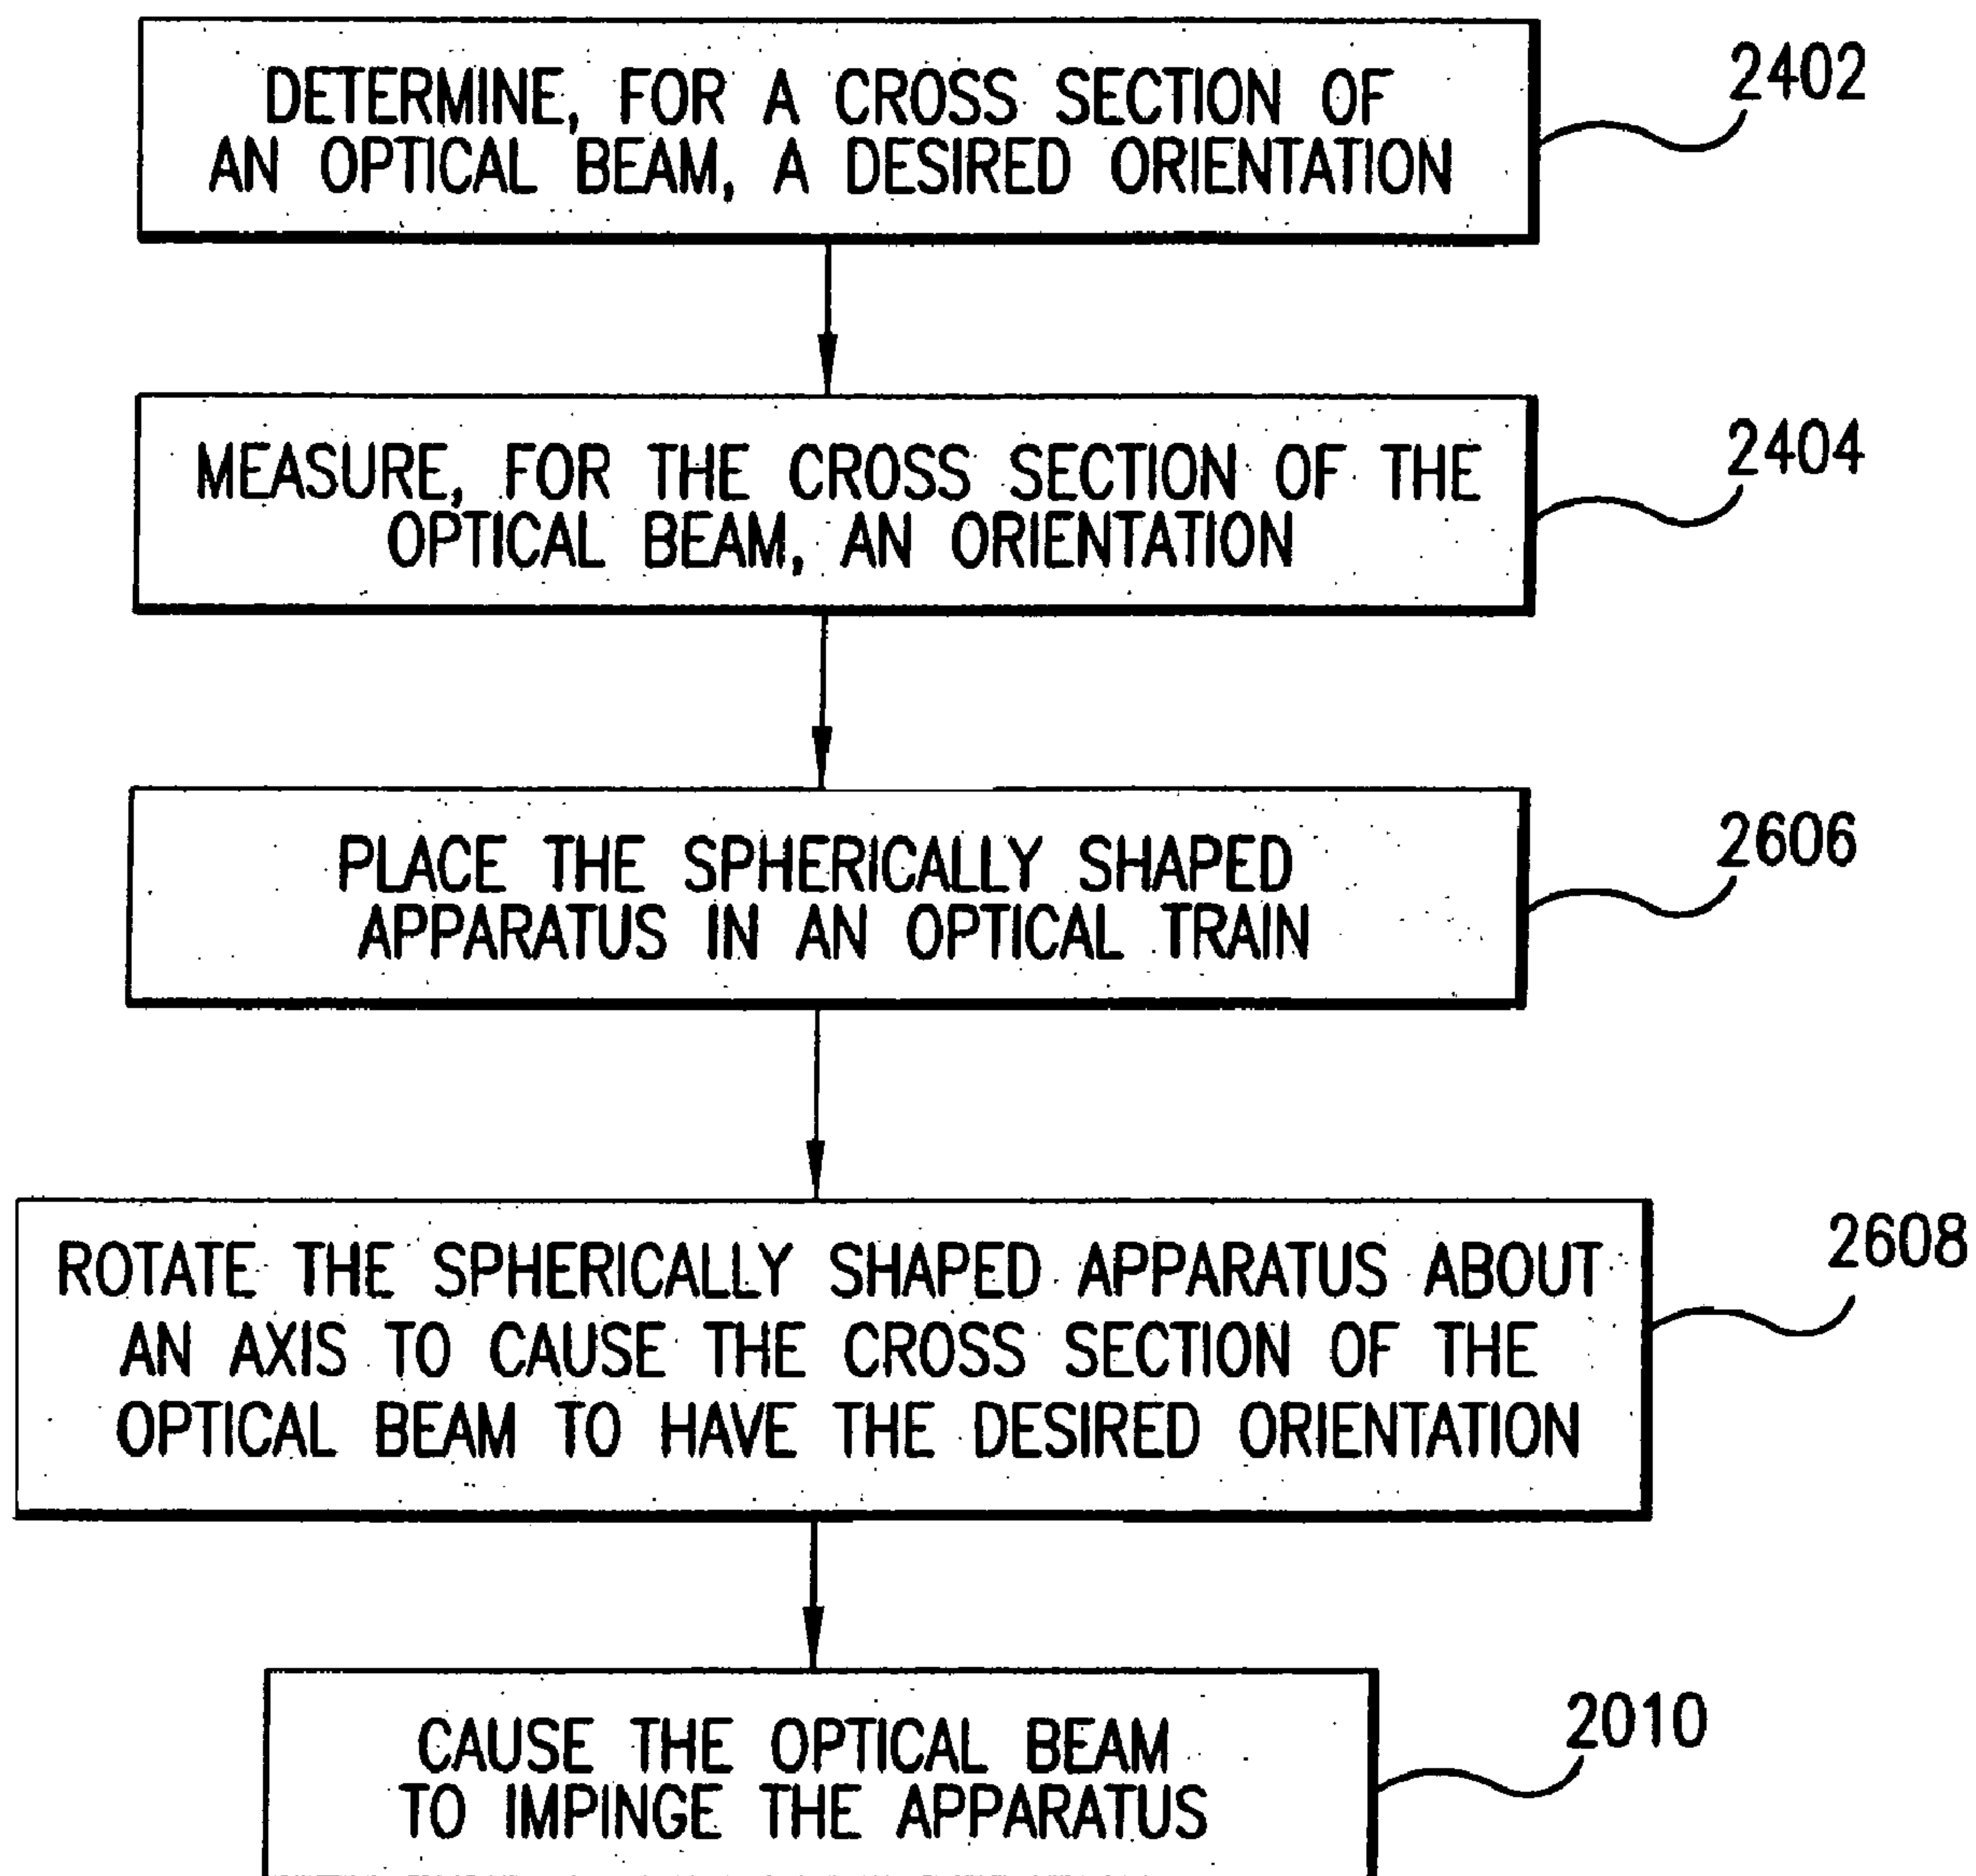 DETERMINE, FOR A CROSS SECTION OF
AN OPTICAL BEAM, A DESIRED ORIENTATION
2402
MEASURE, FOR THE CROSS SECTION OF THE
OPTICAL BEAM, AN ORIENTATION
2404
PLACE THE SPHERICALLY SHAPED
APPARATUS IN AN OPTICAL TRAIN
2606
ROTATE THE SPHERICALLY SHAPED APPARATUS ABOUT
AN AXIS TO CAUSE THE CROSS SECTION OF THE
OPTICAL BEAM TO HAVE THE DESIRED ORIENTATION
2608
CAUSE THE OPTICAL BEAM
TO IMPINGE THE APPARATUS
2010